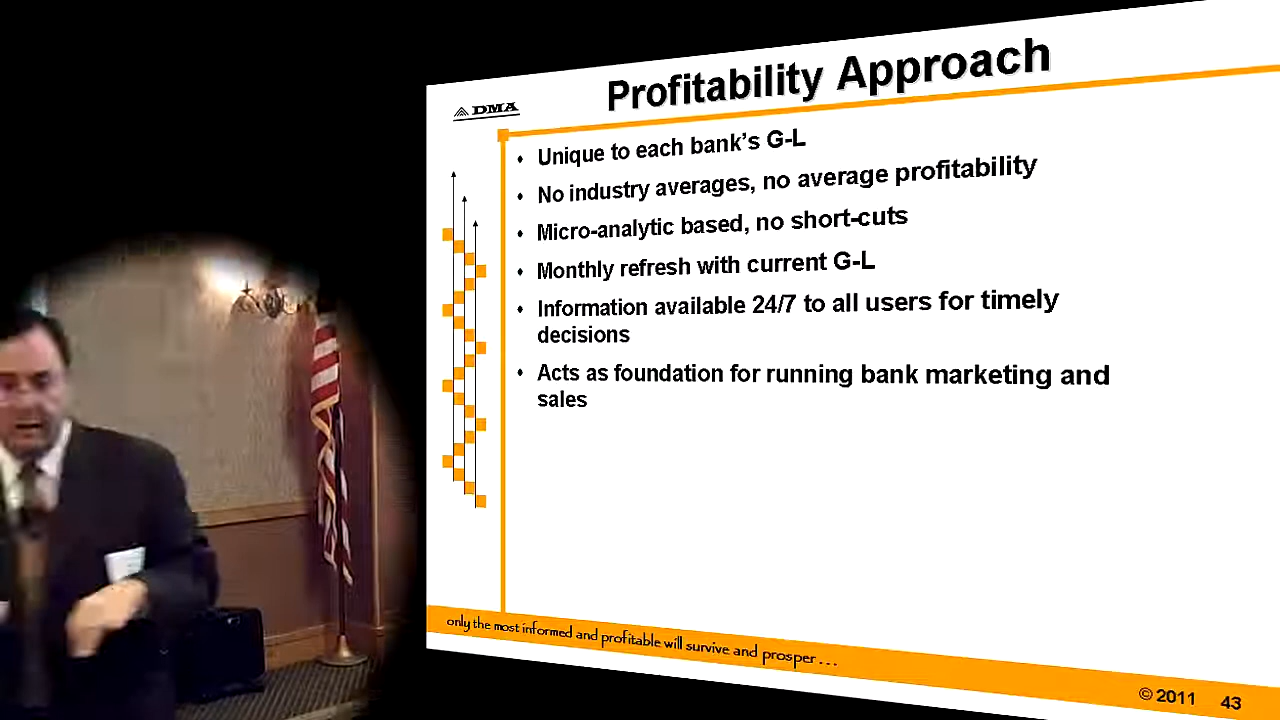 Profitability Approach
DMA
• Unique to each bank's G-L
• No industry averages, no average profitability
• Micro-analytic based, no short-cuts
• Monthly refresh with current G-L
• Information available 24/7 to all users for timely
decisions
• Acts as foundation for running bank marketing and
sales
only the most informed and profitable will survive and prosper . . .
© 2011 43